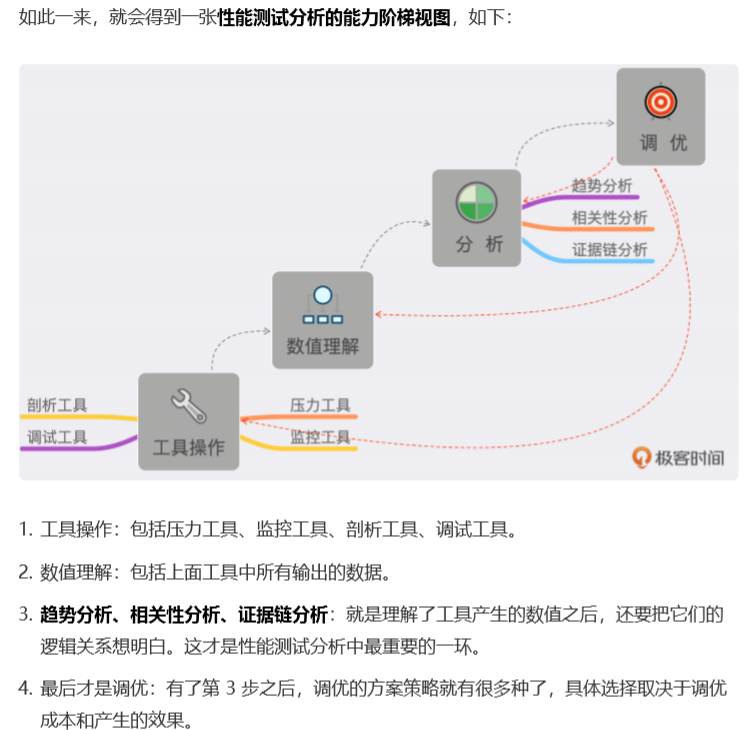 如此一来，就会得到一张性能测试分析的能力阶梯视图，如下：
调 优
趋势分析
相关性分析
证据链分析
分 析
数值理解
剖析工具
调试工具
工具操作
压力工具
监控工具
极客时间
1. 工具操作：包括压力工具、监控工具、剖析工具、调试工具。
2. 数值理解：包括上面工具中所有输出的数据。
3. 趋势分析、相关性分析、证据链分析：就是理解了工具产生的数值之后，还要把它们的
逻辑关系想明白。这才是性能测试分析中最重要的一环。
4. 最后才是调优：有了第 3 步之后，调优的方案策略就有很多种了，具体选择取决于调优
成本和产生的效果。